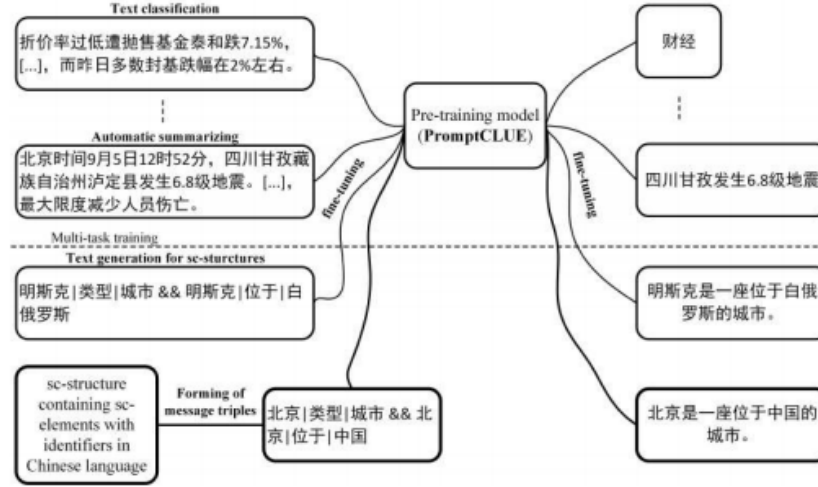 Text classification
折价率过低遭抛售基金泰和跌7.15%，
[...]，而昨日多数封基跌幅在2%左右。
Pre-training model
(PromptCLUE)
财经
Automatic summarizing
北京时间9月5日12时52分，四川甘孜藏
族自治州泸定县发生6.8级地震。[...]，
最大限度减少人员伤亡。
fine-tuning
fine-tuning
四川甘孜发生6.8级地震
Multi-task training
Text generation for sc-sturctures
明斯克|类型|城市 && 明斯克|位于|白
俄罗斯
明斯克是一座位于白俄
罗斯的城市。
sc-structure
containing sc-
elements with
identifiers in
Chinese language
Forming of
message triples
北京|类型|城市 && 北
京|位于|中国
北京是一座位于中国的
城市。